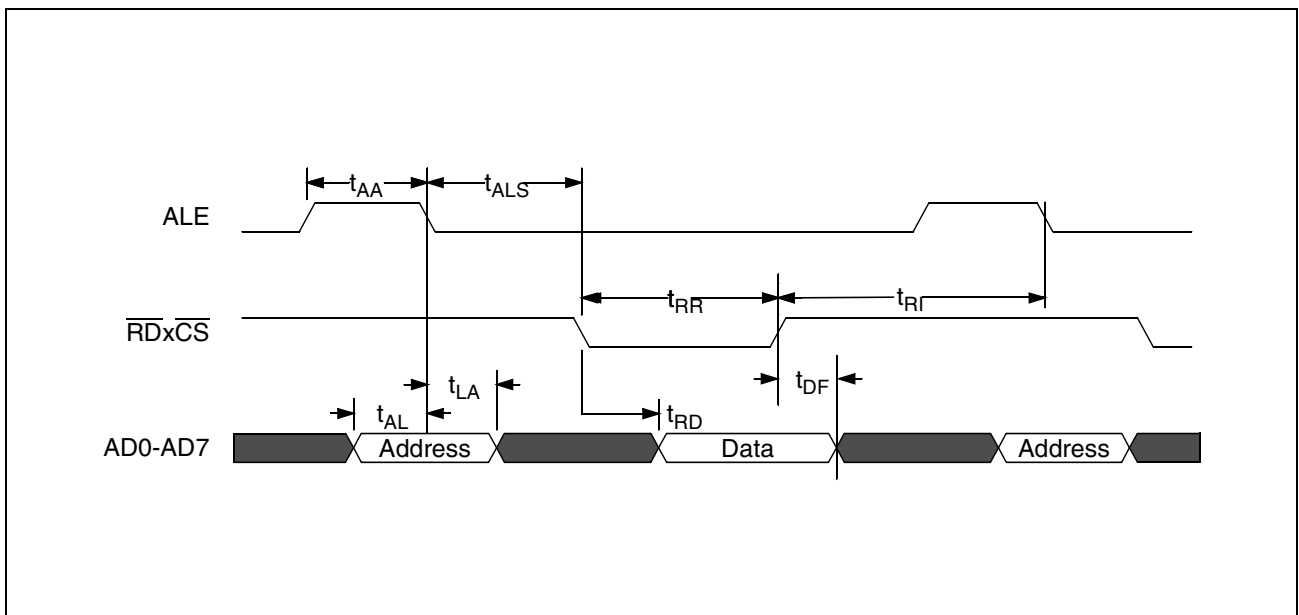 tAA
tALS
ALE
tRR
tRI
RDxCS
tLA
tDF
tAL
tRD
AD0-AD7
Address
Data
Address